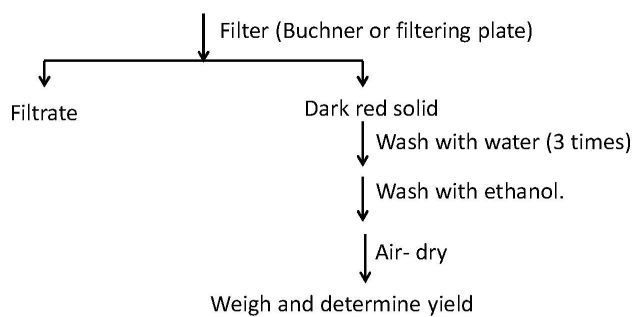 Filter (Buchner or filtering plate)
Filtrate
Dark red solid
Wash with water (3 times)
Wash with ethanol.
Air- dry
Weigh and determine yield